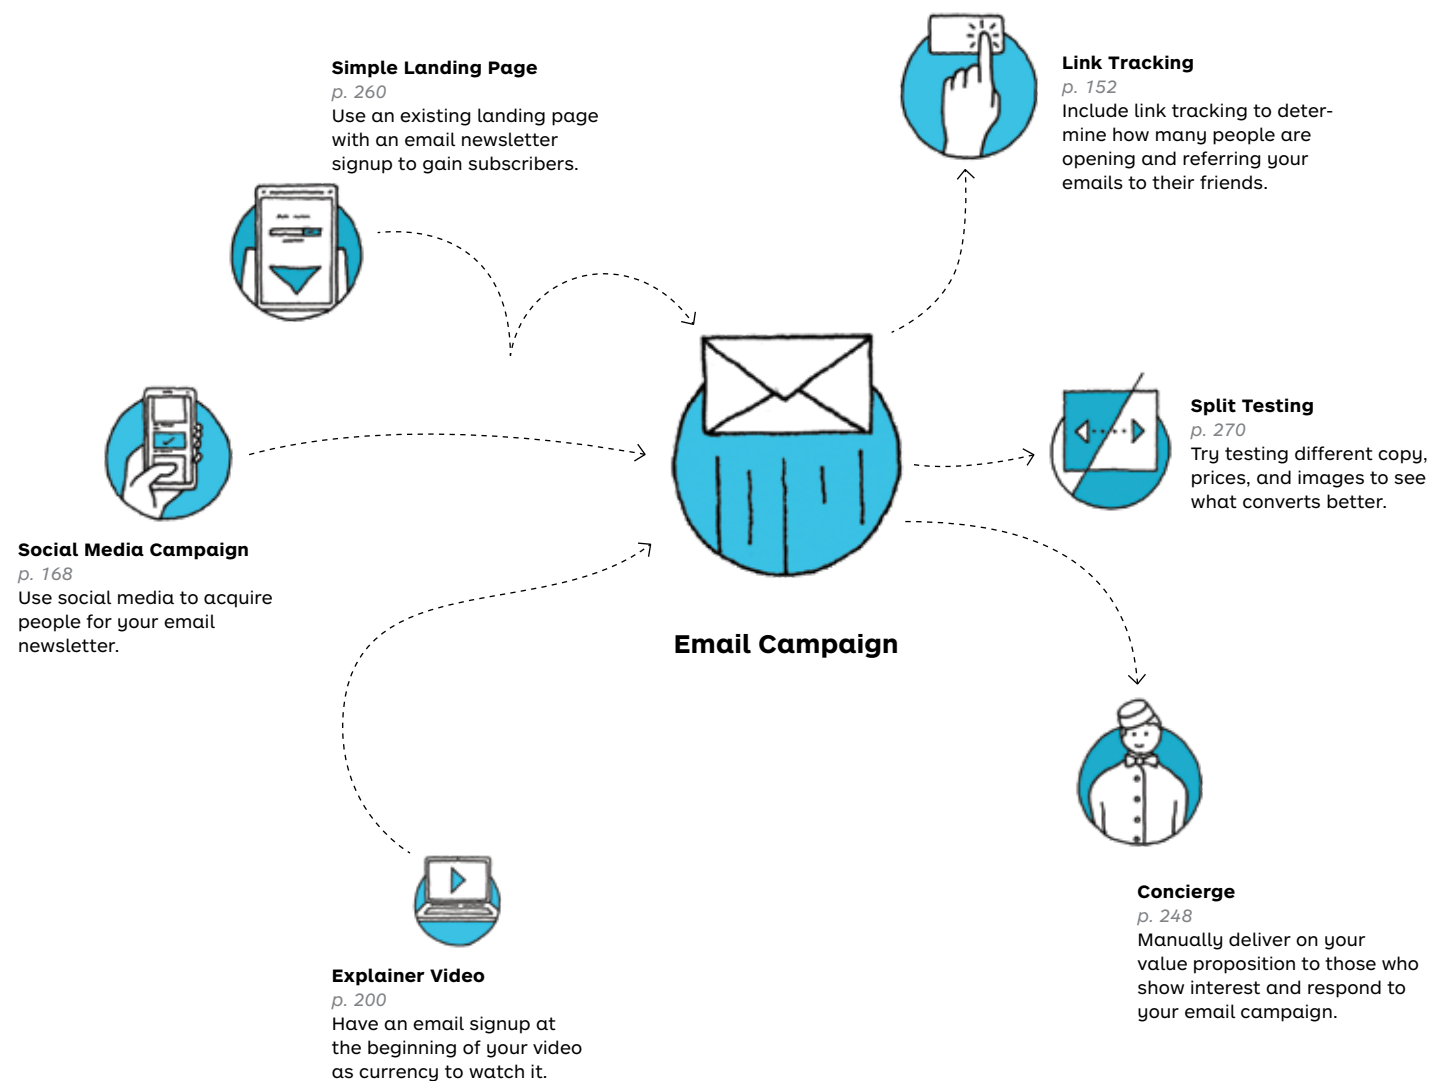 Simple Landing Page
p. 260
Use an existing landing page
with an email newsletter
signup to gain subscribers.
Link Tracking
p. 152
Include link tracking to deter-
mine how many people are
opening and referring your
emails to their friends.
Social Media Campaign
p. 168
Use social media to acquire
people for your email
newsletter.
Split Testing
p. 270
Try testing different copy,
prices, and images to see
what converts better.
Email Campaign
Explainer Video
p. 200
Have an email signup at
the beginning of your video
as currency to watch it.
Concierge
p. 248
Manually deliver on your
value proposition to those who
show interest and respond to
your email campaign.